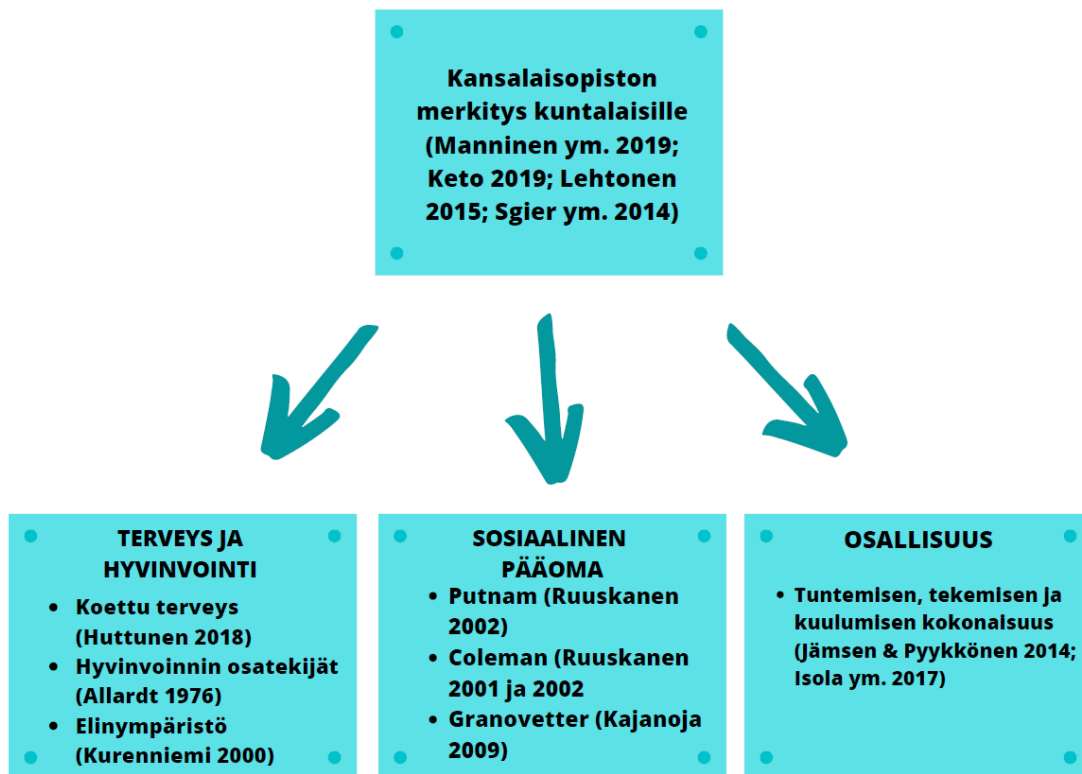 Kansalaisopiston
merkitys kuntalaisille
(Manninen ym. 2019;
Keto 2019; Lehtonen
2015; Sgier ym. 2014)
TERVEYS JA
HYVINVOINTI
• Koettu terveys
(Huttunen 2018)
• Hyvinvoinnin osatekijät
(Allardt 1976)
• Elinympäristö
(Kurenniemi 2000)
SOSIAALINEN
PÄÄOMA
• Putnam (Ruuskanen
2002)
• Coleman (Ruuskanen
2001 ja 2002
• Granovetter (Kajanoja
2009)
OSALLISUUS
• Tuntemisen, tekemisen ja
kuulumisen kokonaisuus
(Jämsen & Pyykkönen 2014;
Isola ym. 2017)